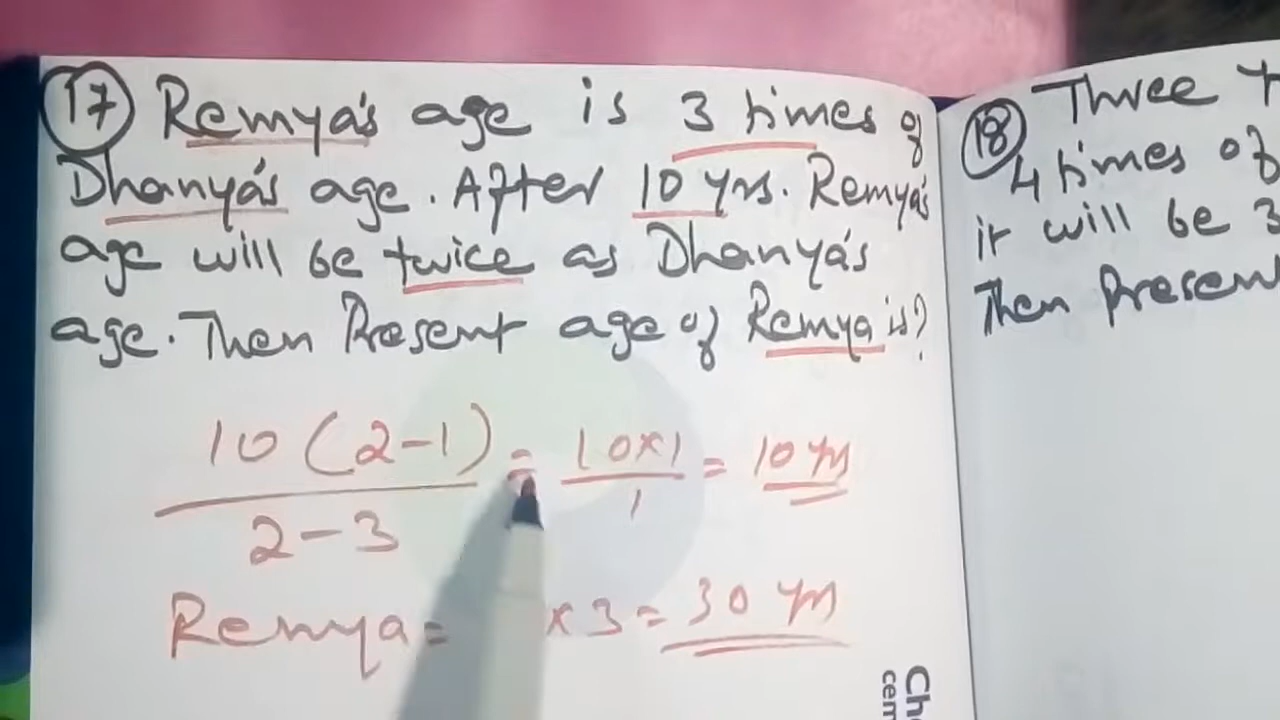 17 Remya's age is 3 times of
Dhanya's age. After 10 yrs. Remya's
age will be twice as Dhanya's
age. Then Present age of Remya is?
10 (2-1) = 10×1 = 10 yrs
2-3 1
Remya= ×3 = 30 yrs
18 Three
4 times of
it will be 3
Then Present